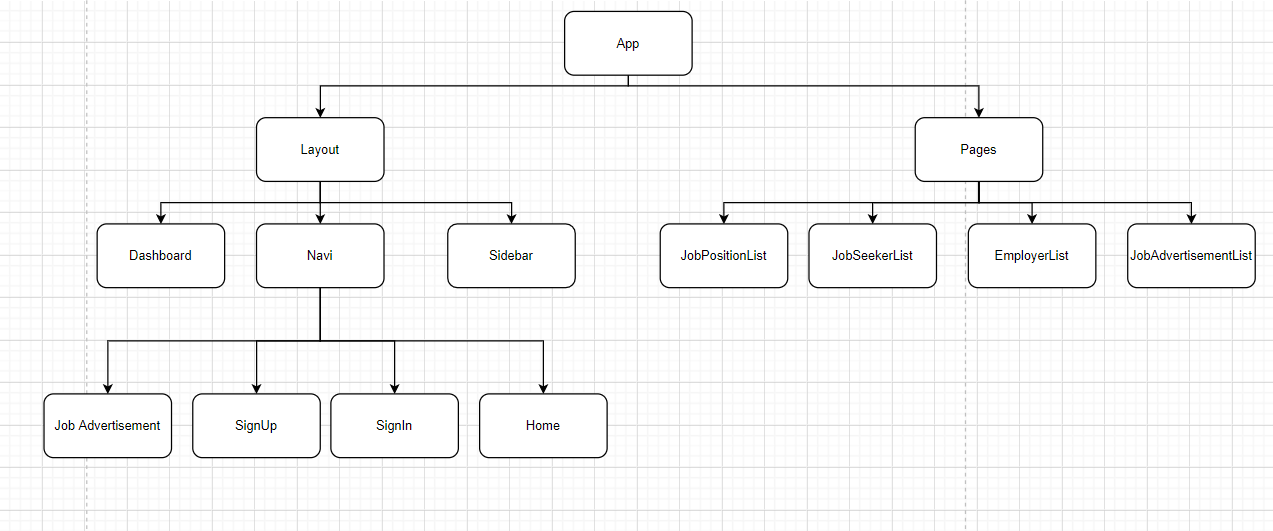 App
Layout
Pages
Dashboard
Navi
Sidebar
JobPositionList
JobSeekerList
EmployerList
JobAdvertisementList
Job Advertisement
SignUp
SignIn
Home